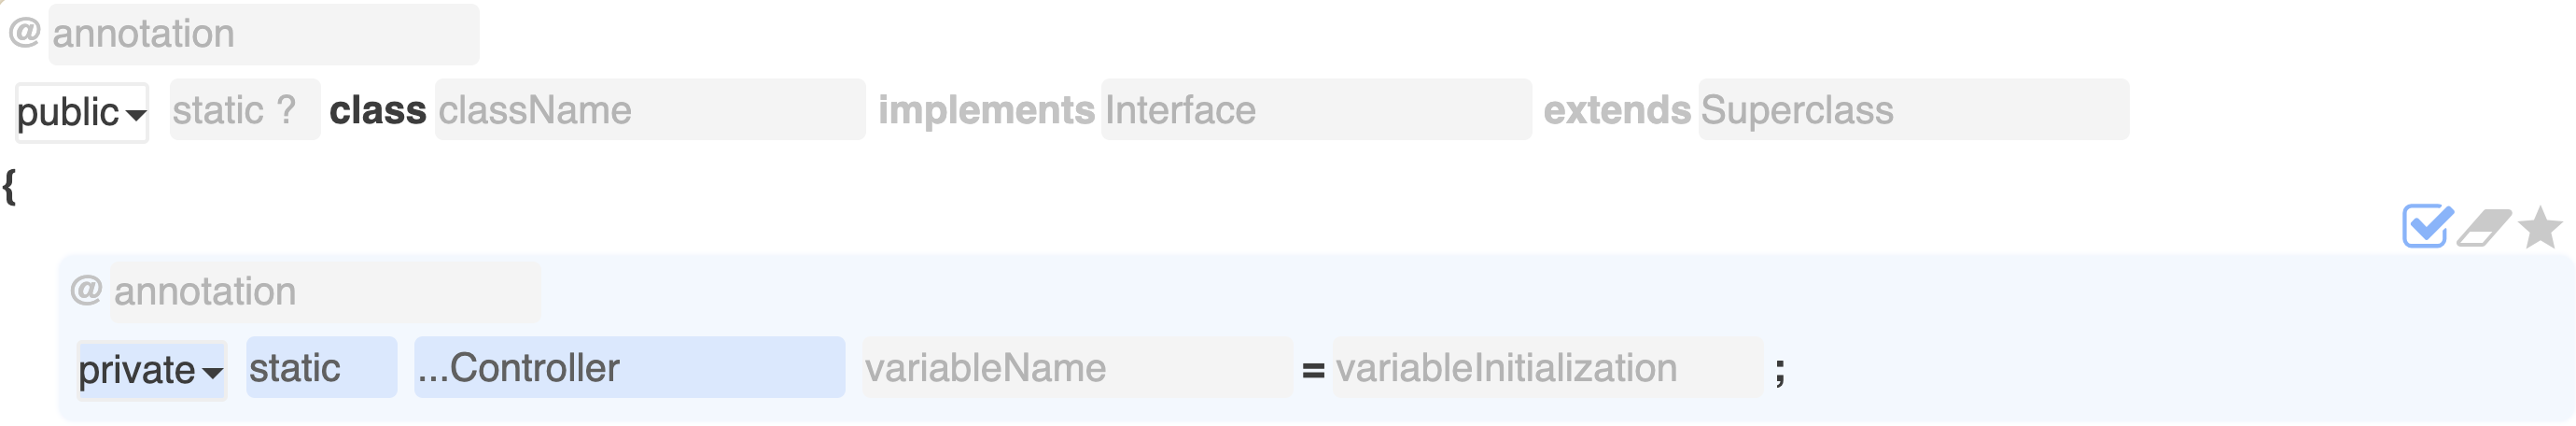 @ annotation
public static ? class className implements Interface extends Superclass
{
@ annotation
private static ...Controller variableName = variableInitialization ;